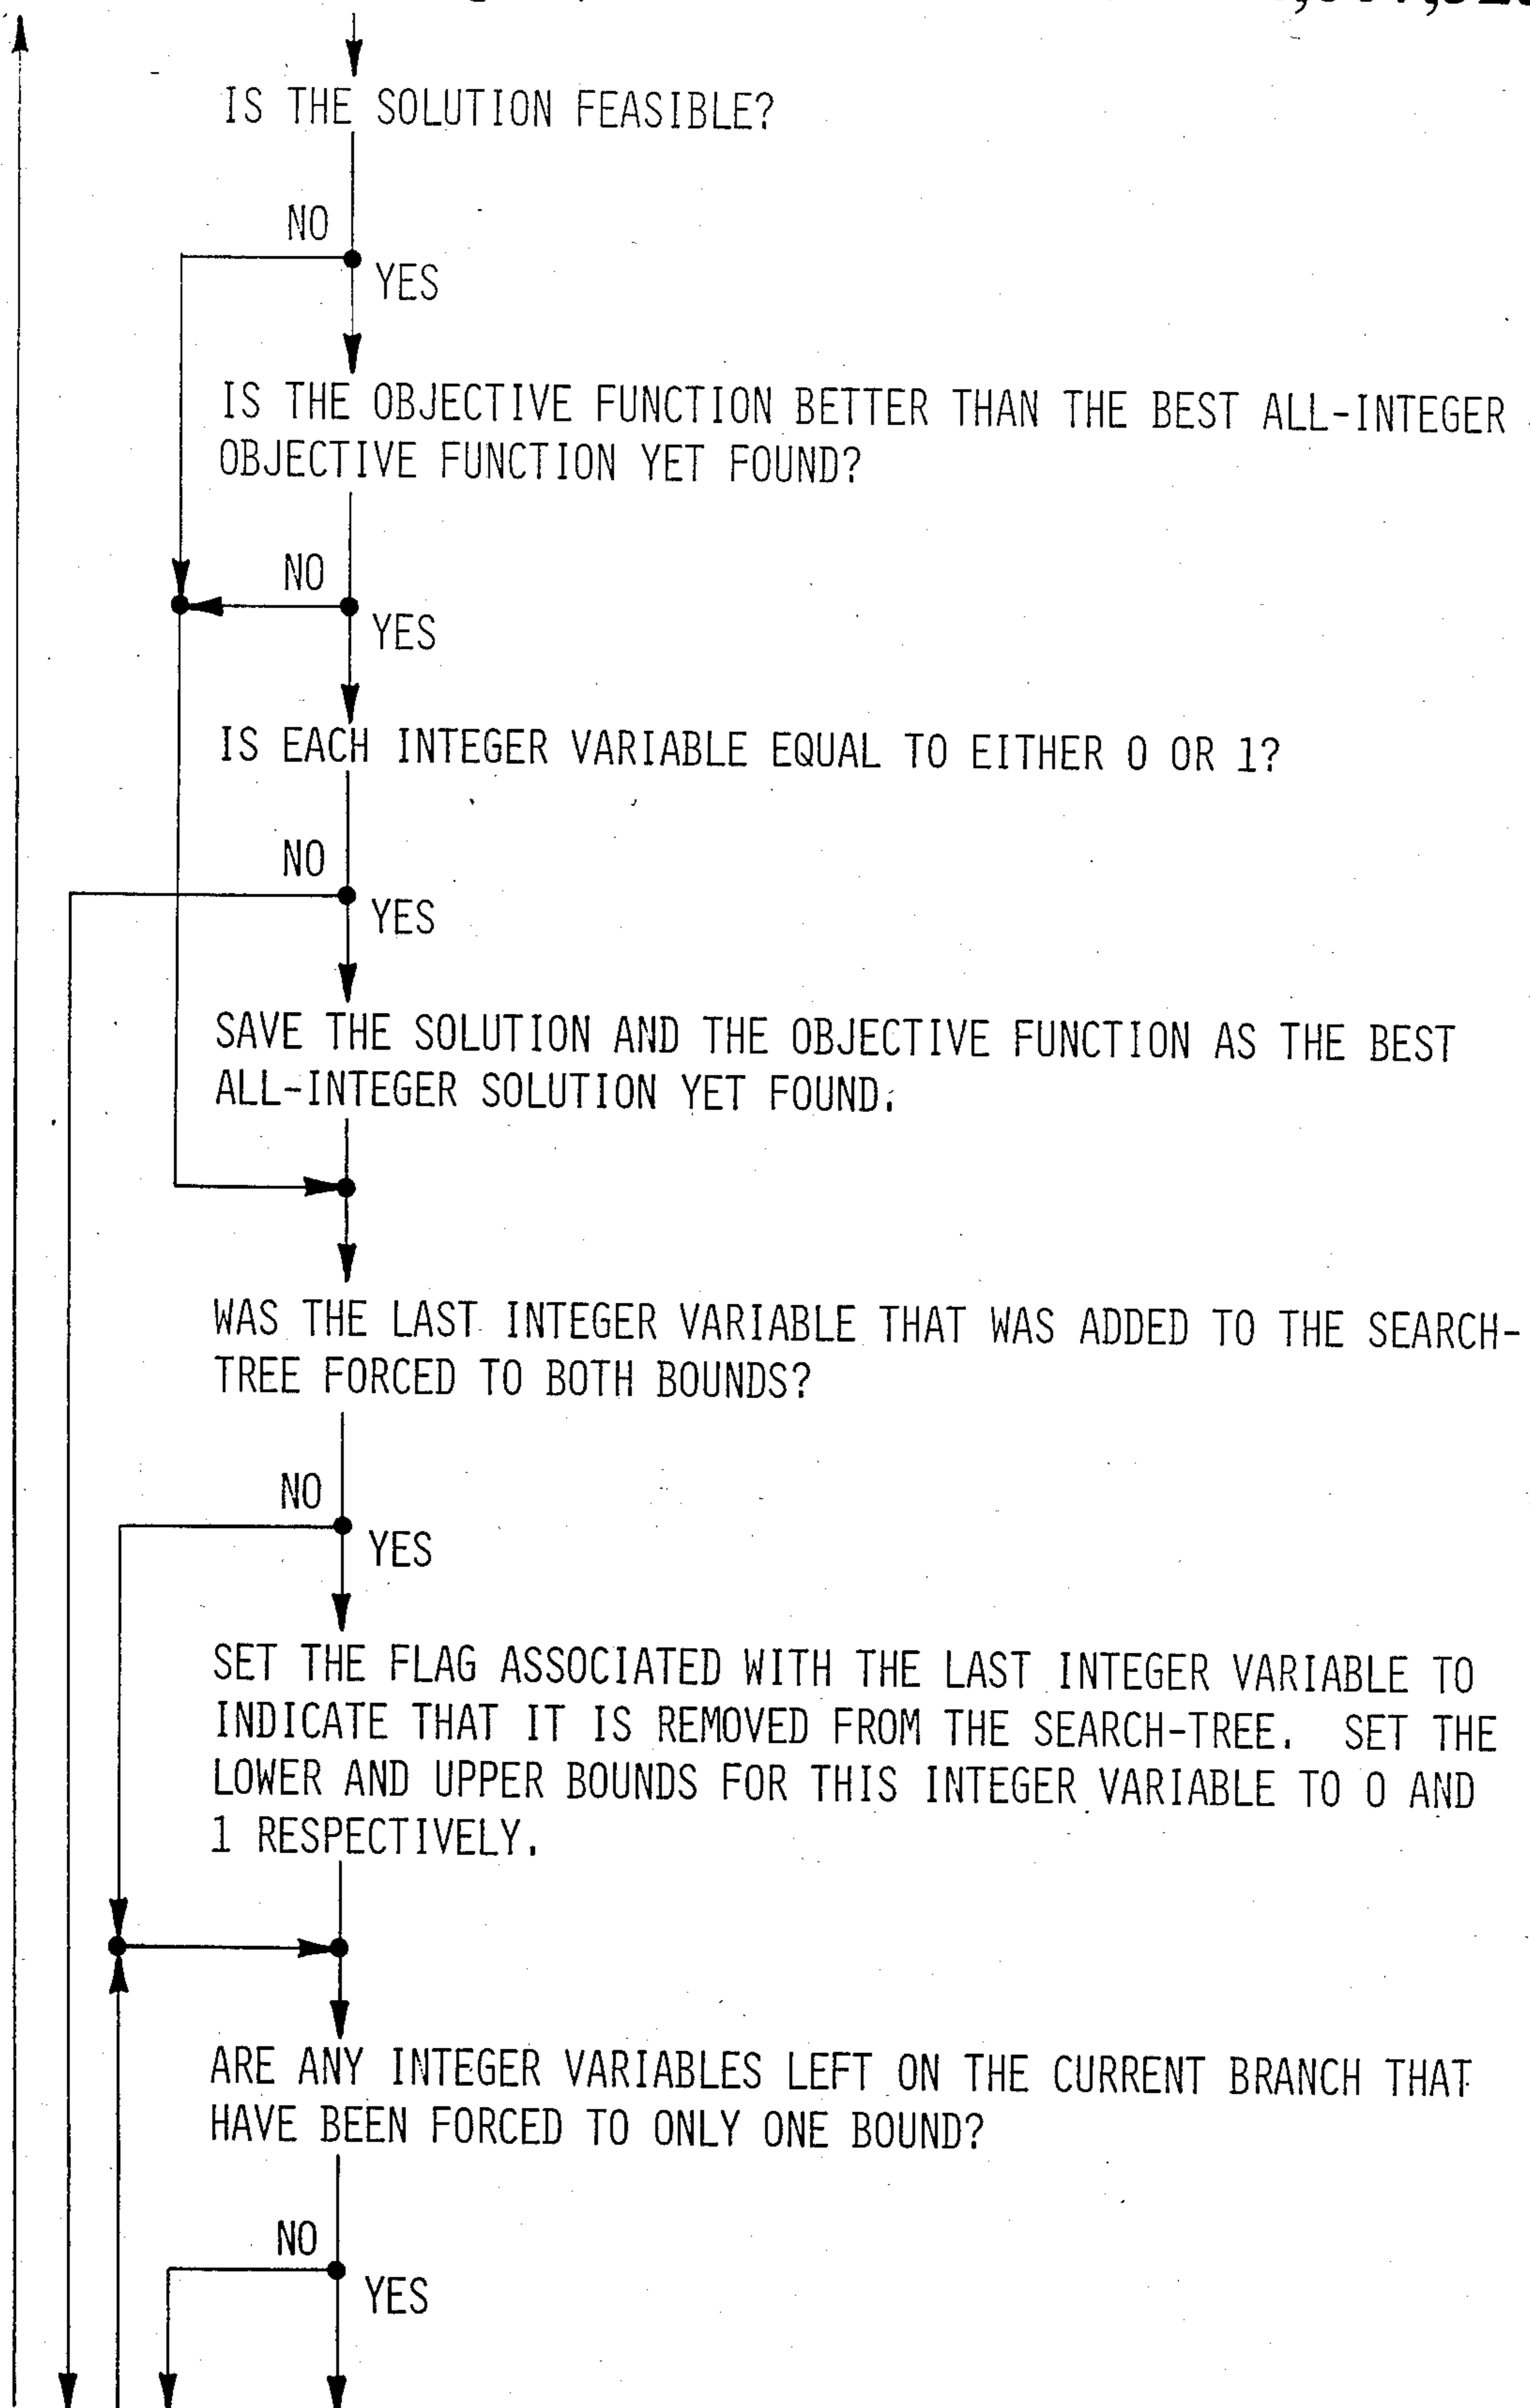 IS THE SOLUTION FEASIBLE?
NO
YES
IS THE OBJECTIVE FUNCTION BETTER THAN THE BEST ALL-INTEGER
OBJECTIVE FUNCTION YET FOUND?
NO
YES
IS EACH INTEGER VARIABLE EQUAL TO EITHER 0 OR 1?
NO
YES
SAVE THE SOLUTION AND THE OBJECTIVE FUNCTION AS THE BEST
ALL-INTEGER SOLUTION YET FOUND.
WAS THE LAST INTEGER VARIABLE THAT WAS ADDED TO THE SEARCH-
TREE FORCED TO BOTH BOUNDS?
NO
YES
SET THE FLAG ASSOCIATED WITH THE LAST INTEGER VARIABLE TO
INDICATE THAT IT IS REMOVED FROM THE SEARCH-TREE. SET THE
LOWER AND UPPER BOUNDS FOR THIS INTEGER VARIABLE TO 0 AND
1 RESPECTIVELY.
ARE ANY INTEGER VARIABLES LEFT ON THE CURRENT BRANCH THAT
HAVE BEEN FORCED TO ONLY ONE BOUND?
NO
YES